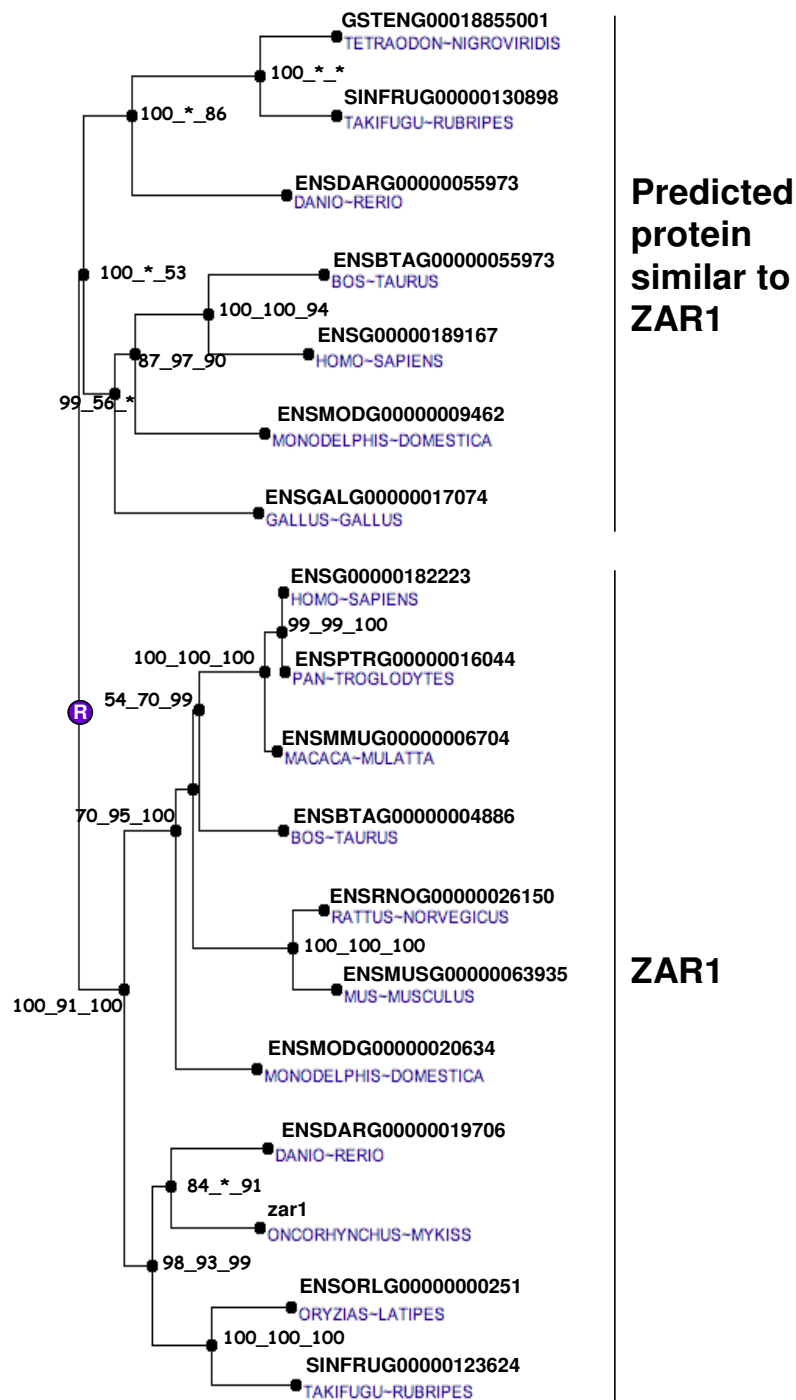 GSTENG00018855001
TETRAODON~NIGROVIRIDIS
100_*_*
SINFRUG00000130898
TAKIFUGU~RUBRIPES
100_*_86
ENSDARG00000055973
DANIO~RERIO
Predicted
protein
similar to
ZAR1
ENSBTAG00000055973
BOS~TAURUS
100_*_53
100_100_94
ENSG00000189167
HOMO~SAPIENS
87_97_90
99_56_*
ENSMODG00000009462
MONODELPHIS~DOMESTICA
ENSGALG00000017074
GALLUS~GALLUS
ENSG00000182223
HOMO~SAPIENS
99_99_100
100_100_100
ENSPTRG00000016044
PAN~TROGLODYTES
54_70_99
R
ENSMMUG00000006704
MACACA~MULATTA
70_95_100
ENSBTAG00000004886
BOS~TAURUS
ENSRNOG00000026150
RATTUS~NORVEGICUS
100_100_100
ENSMUSG00000063935
MUS~MUSCULUS
ZAR1
100_91_100
ENSMODG00000020634
MONODELPHIS~DOMESTICA
ENSDARG00000019706
DANIO~RERIO
84_*_91
zar1
ONCORHYNCHUS~MYKISS
98_93_99
ENSORLG00000000251
ORYZIAS~LATIPES
100_100_100
SINFRUG00000123624
TAKIFUGU~RUBRIPES